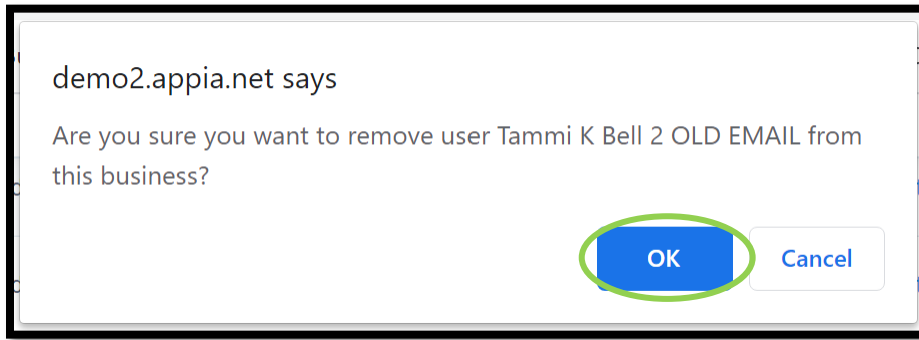 demo2.appia.net says
Are you sure you want to remove user Tammi K Bell 2 OLD EMAIL from
this business?
OK Cancel